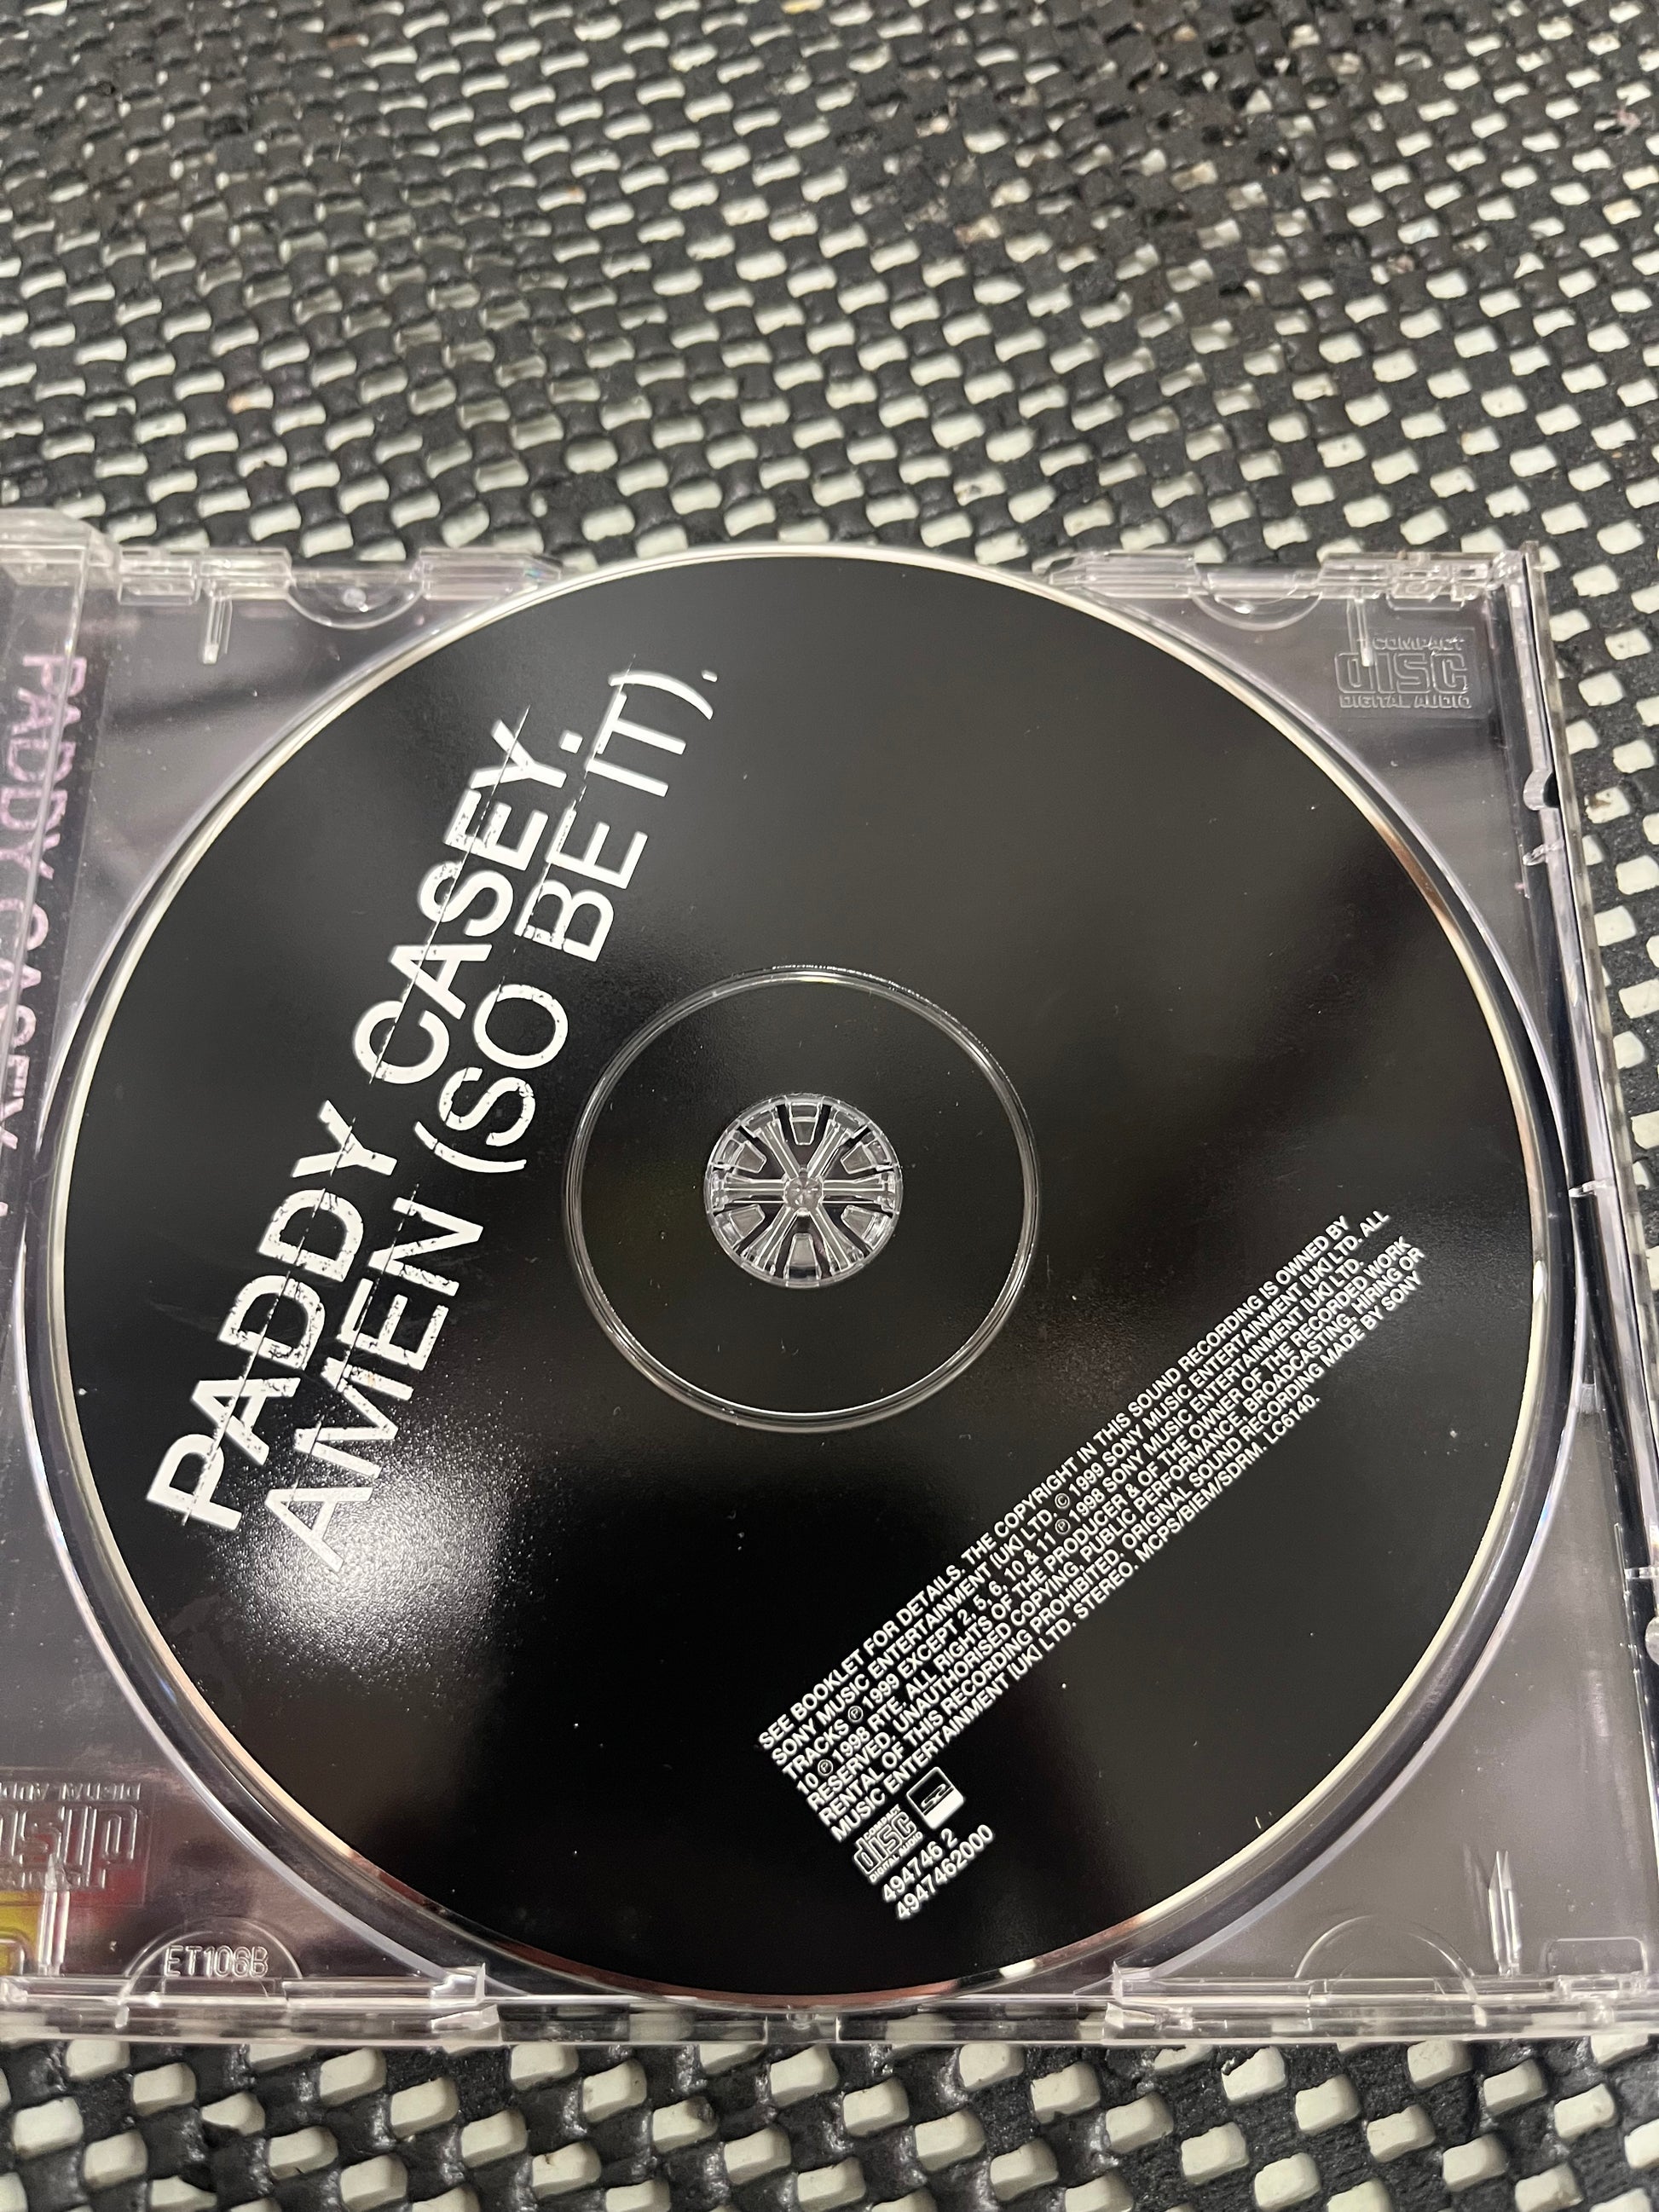 PADDY CASEY.
AMEN (SO BE IT).
SEE BOOKLET FOR DETAILS. THE COPYRIGHT IN THIS SOUND RECORDING IS OWNED BY
SONY MUSIC ENTERTAINMENT (UK) LTD. © 1999 SONY MUSIC ENTERTAINMENT (UK) LTD. ALL
TRACKS ℗ 1999 EXCEPT 2, 5, 6, 10 & 11 ℗ 1998 SONY MUSIC ENTERTAINMENT (UK) LTD.
10 ℗ 1998 RTE. ALL RIGHTS OF THE PRODUCER & OF THE OWNER OF THE RECORDED WORK
RESERVED. UNAUTHORISED COPYING, PUBLIC PERFORMANCE, BROADCASTING, HIRING OR
RENTAL OF THIS RECORDING PROHIBITED. ORIGINAL SOUND RECORDING MADE BY SONY
MUSIC ENTERTAINMENT (UK) LTD. STEREO. MCPS/BIEM/SDRM. LC6140.
COMPACT
disc
DIGITAL AUDIO
494746 2
4947462000
COMPACT
disc
DIGITAL AUDIO
PADDY CASEY.
ET106B
disc
DIGITAL AUDIO